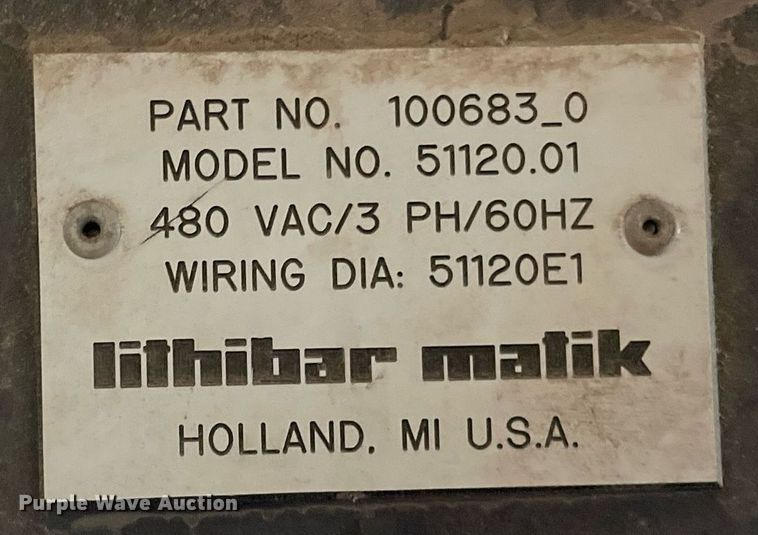 PART NO. 100683_0
MODEL NO. 51120.01
480 VAC/3 PH/60HZ
WIRING DIA: 51120E1
lithibar matik
HOLLAND, MI U.S.A.
Purple Wave Auction